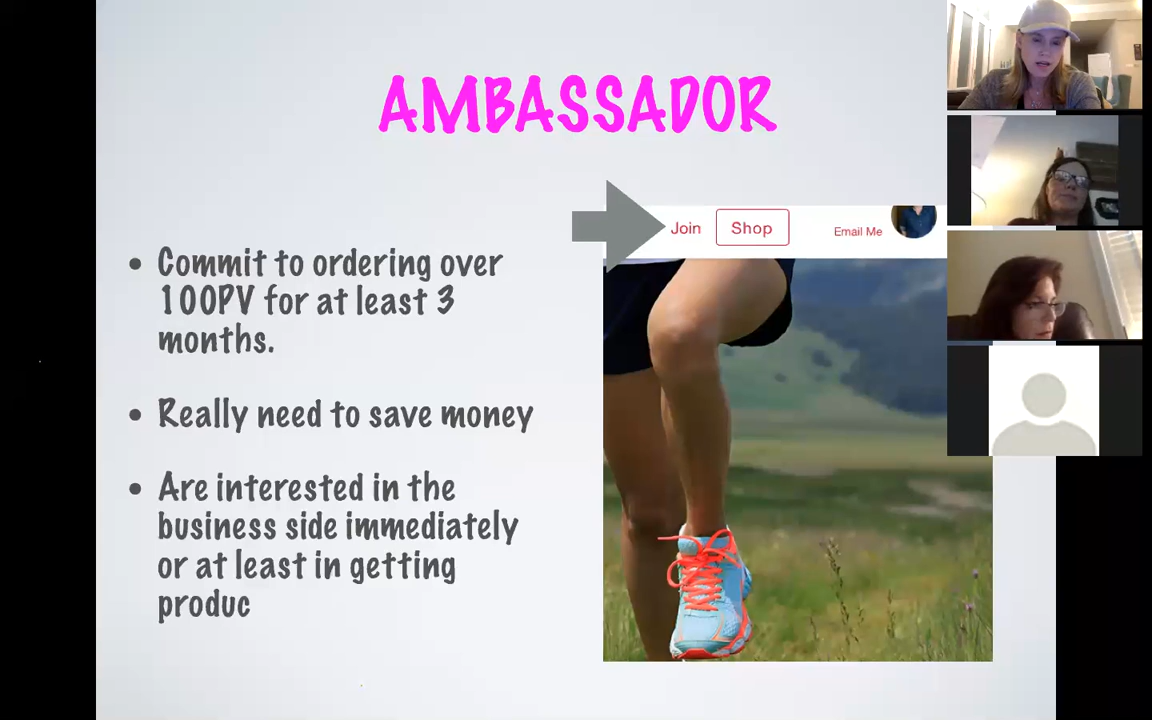 AMBASSADOR
Join
Shop
Email Me
• Commit to ordering over
100PV for at least 3
months.
• Really need to save money
• Are interested in the
business side immediately
or at least in getting
produc